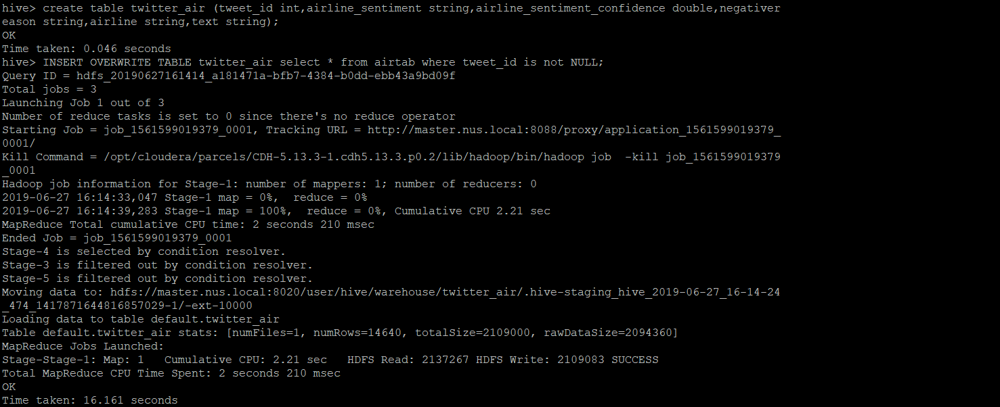 hive> create table twitter_air (tweet_id int,airline_sentiment string,airline_sentiment_confidence double,negativer
eason string,airline string,text string);
OK
Time taken: 0.046 seconds
hive> INSERT OVERWRITE TABLE twitter_air select * from airtab where tweet_id is not NULL;
Query ID = hdfs_20190627161414_a181471a-bfb7-4384-b0dd-ebb43a9bd09f
Total jobs = 3
Launching Job 1 out of 3
Number of reduce tasks is set to 0 since there's no reduce operator
Starting Job = job_1561599019379_0001, Tracking URL = http://master.nus.local:8088/proxy/application_1561599019379_
0001/
Kill Command = /opt/cloudera/parcels/CDH-5.13.3-1.cdh5.13.3.p0.2/lib/hadoop/bin/hadoop job  -kill job_1561599019379
_0001
Hadoop job information for Stage-1: number of mappers: 1; number of reducers: 0
2019-06-27 16:14:33,047 Stage-1 map = 0%,  reduce = 0%
2019-06-27 16:14:39,283 Stage-1 map = 100%,  reduce = 0%, Cumulative CPU 2.21 sec
MapReduce Total cumulative CPU time: 2 seconds 210 msec
Ended Job = job_1561599019379_0001
Stage-4 is selected by condition resolver.
Stage-3 is filtered out by condition resolver.
Stage-5 is filtered out by condition resolver.
Moving data to: hdfs://master.nus.local:8020/user/hive/warehouse/twitter_air/.hive-staging_hive_2019-06-27_16-14-24
_474_1417871644816857029-1/-ext-10000
Loading data to table default.twitter_air
Table default.twitter_air stats: [numFiles=1, numRows=14640, totalSize=2109000, rawDataSize=2094360]
MapReduce Jobs Launched:
Stage-Stage-1: Map: 1   Cumulative CPU: 2.21 sec   HDFS Read: 2137267 HDFS Write: 2109083 SUCCESS
Total MapReduce CPU Time Spent: 2 seconds 210 msec
OK
Time taken: 16.161 seconds